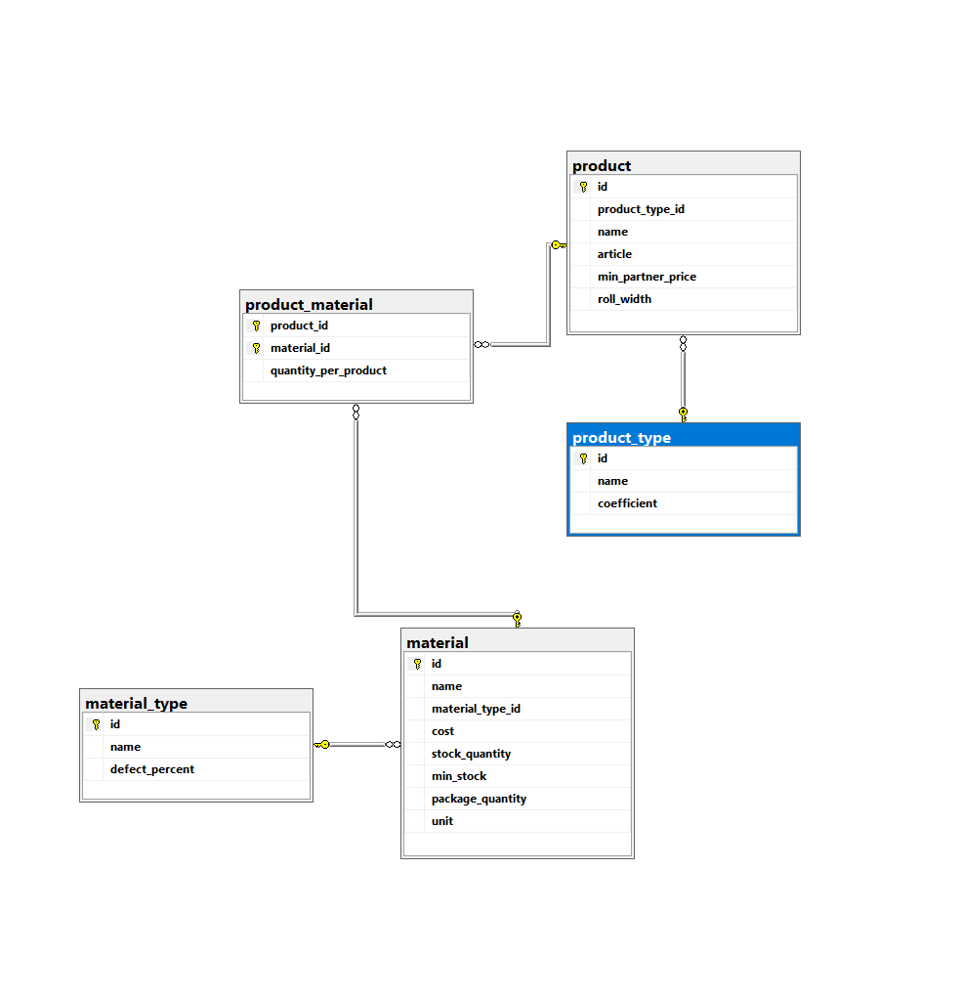 product
id
product_type_id
name
article
min_partner_price
roll_width
product_material
product_id
material_id
quantity_per_product
product_type
id
name
coefficient
material
id
name
material_type_id
cost
stock_quantity
min_stock
package_quantity
unit
material_type
id
name
defect_percent